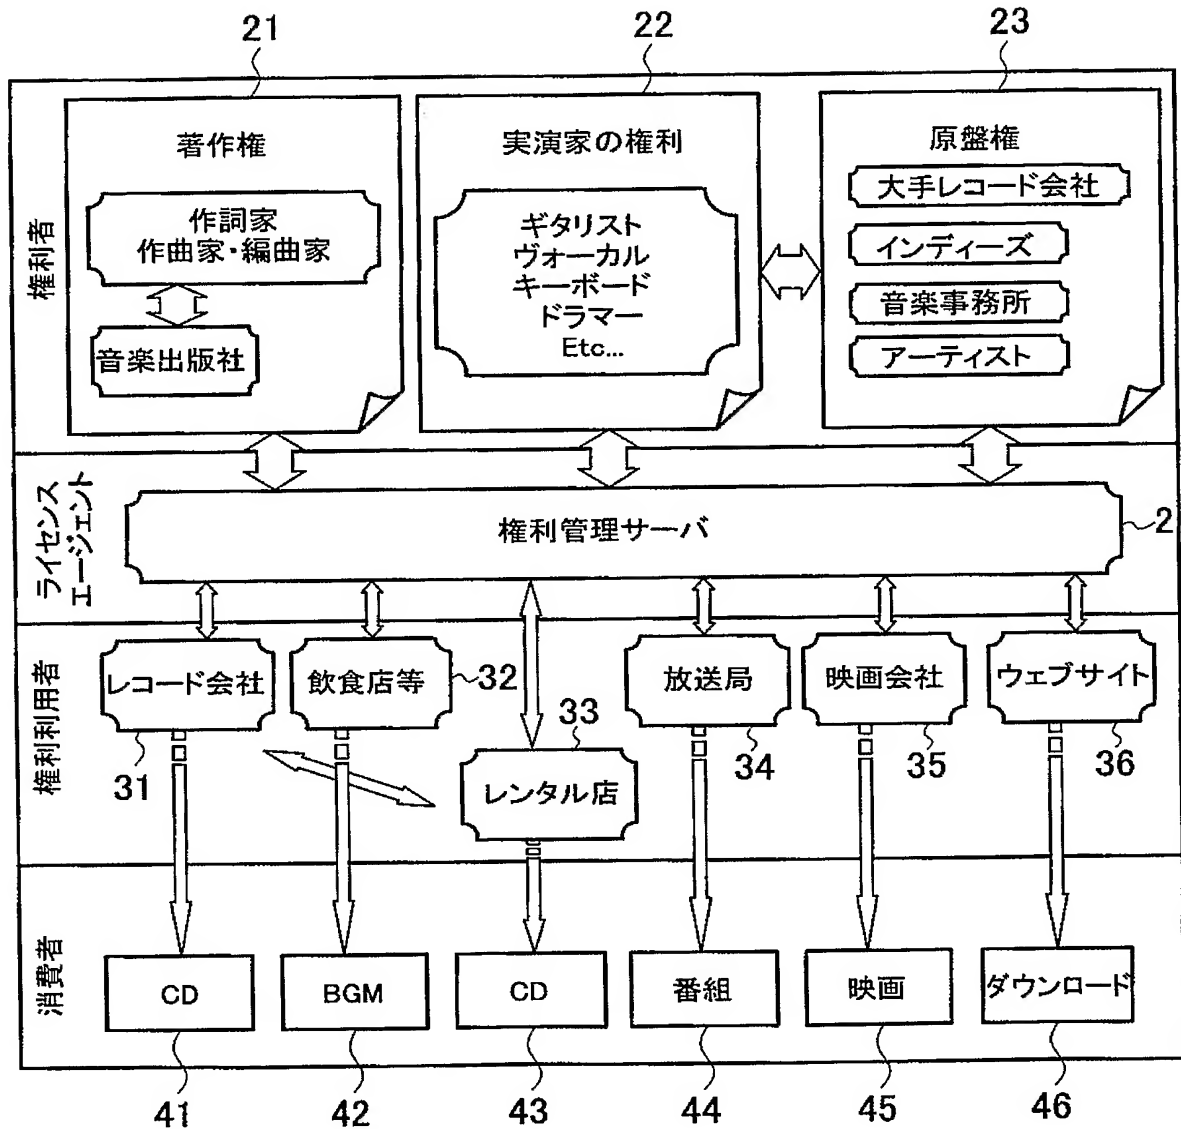 21
22
23
権利者
著作権
作詞家
作曲家・編曲家
音楽出版社
実演家の権利
ギタリスト
ヴォーカル
キーボード
ドラマー
Etc...
原盤権
大手レコード会社
インディーズ
音楽事務所
アーティスト
ライセンス
エージェント
権利管理サーバ
2
権利利用者
レコード会社
31
飲食店等
32
レンタル店
33
放送局
34
映画会社
35
ウェブサイト
36
消費者
CD
BGM
CD
番組
映画
ダウンロード
41
42
43
44
45
46